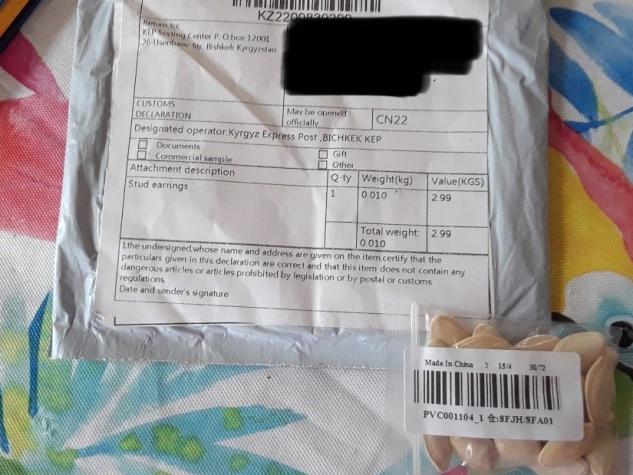 KZ2200830209
Return to:
KEP Sorting Center P. O.box 12001
26 Usenbaev Str. Bishkek Kyrgyzstan
CUSTOMS
DECLARATION
May be opened
officially
CN22
Designated operator:Kyrgyz Express Post ,BICHKEK KEP
Documents
Gift
Commercial sample
Other
Attachment description
Q-ty
Weight(kg)
Value(KGS)
Stud earrings
1
0.010
2.99
Total weight:
0.010
2.99
I,the undersigned,whose name and address are given on the item,certify that the
particulars given in this declaration are correct and that this item does not contain any
dangerous articles or articles prohibited by legislation or by postal or customs
regulations.
Date and sender's signature
Made In China 3 15/4 30/72
PVC001104_1 仓:SFJH/SFA01